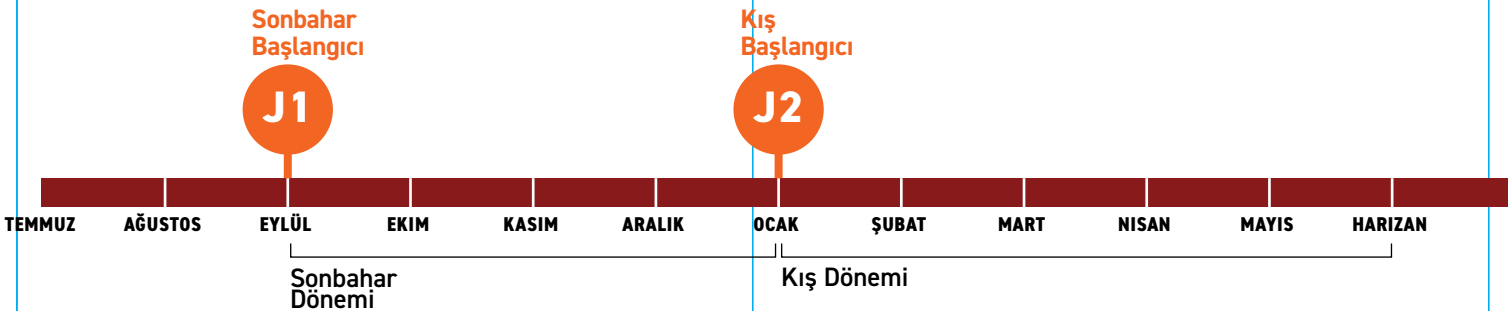 Sonbahar
Başlangıcı
Kış
Başlangıcı
J1
J2
TEMMUZ AĞUSTOS EYLÜL EKIM KASIM ARALIK OCAK ŞUBAT MART NISAN MAYIS HARIZAN
Sonbahar
Dönemi
Kış Dönemi